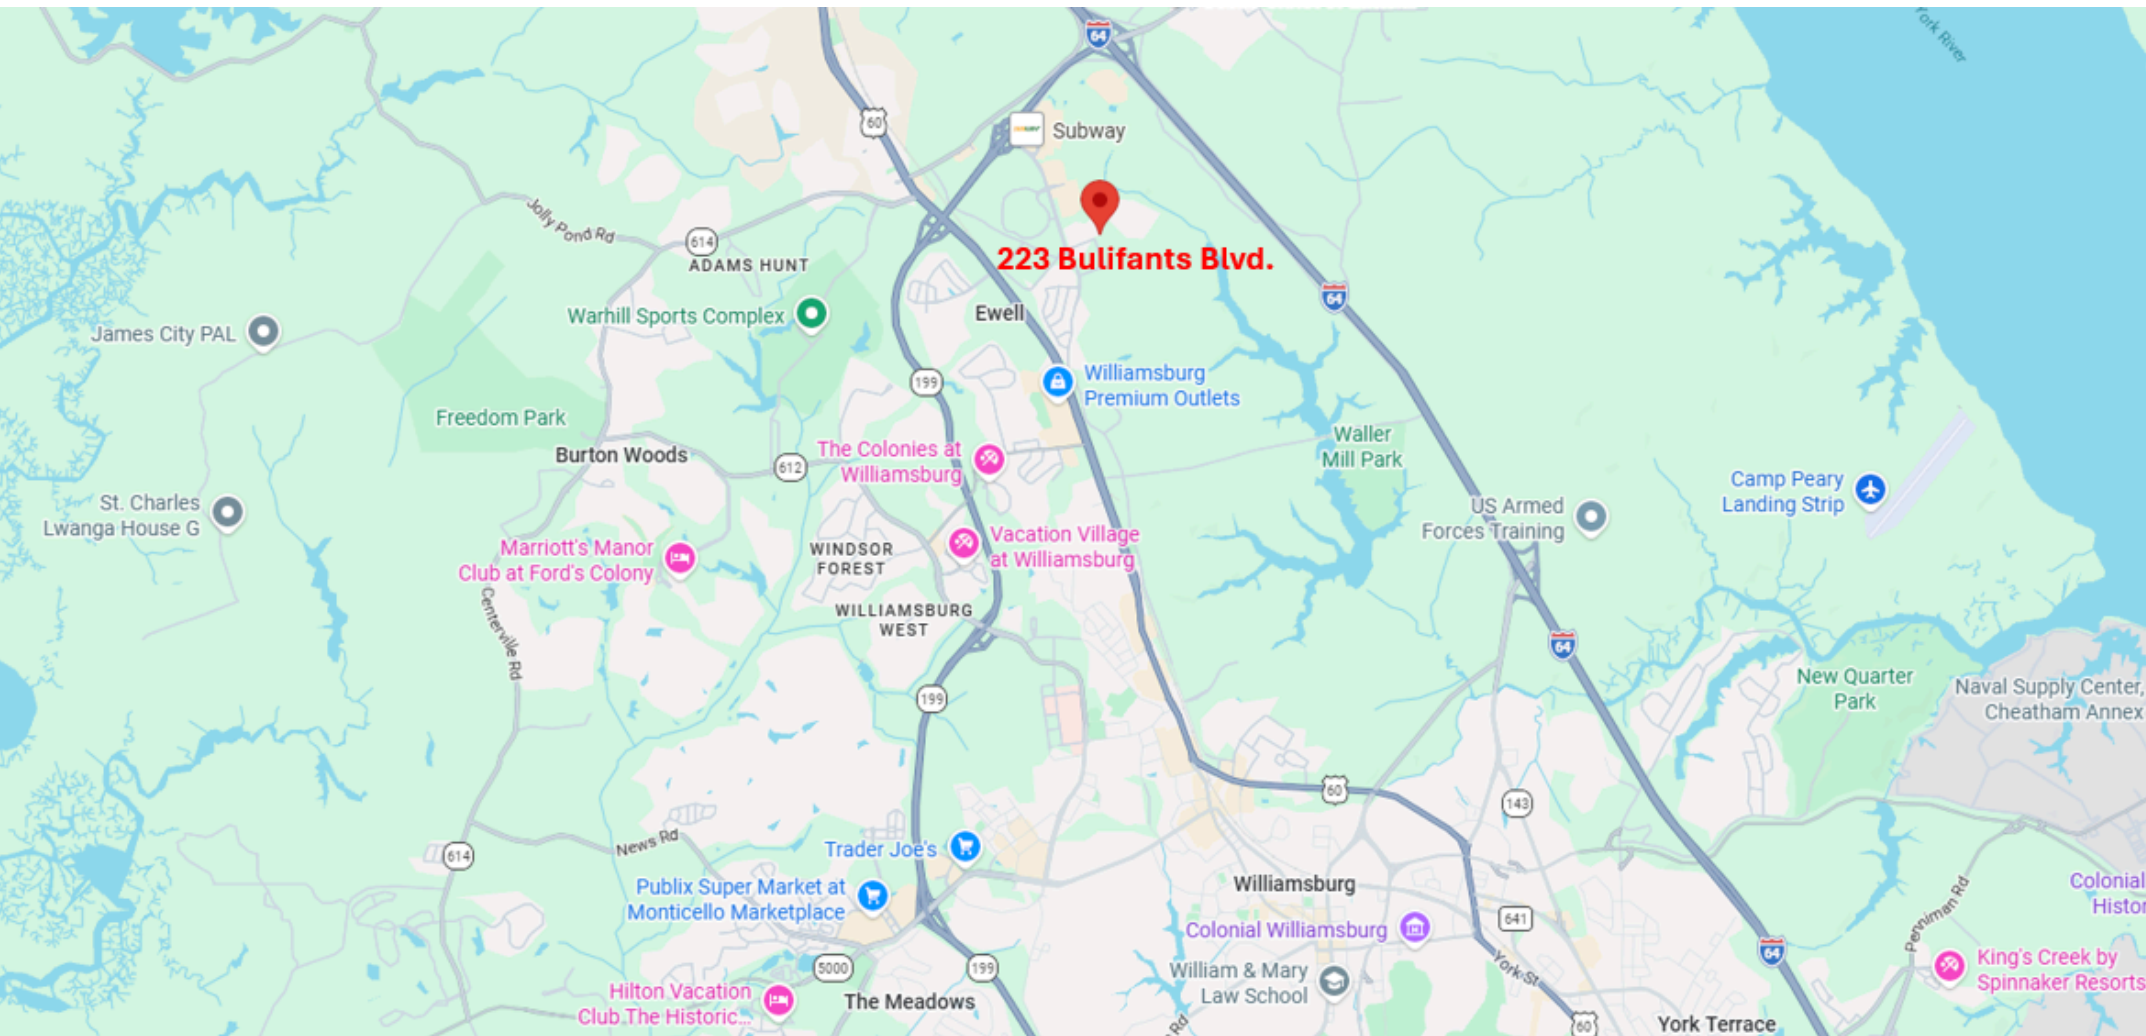 York River
64
60
Subway
Jolly Pond Rd
614
ADAMS HUNT
223 Bulifants Blvd.
64
Ewell
Warhill Sports Complex
James City PAL
199
Williamsburg
Premium Outlets
Freedom Park
Burton Woods
612
The Colonies at
Williamsburg
Waller
Mill Park
Camp Peary
Landing Strip
St. Charles
Lwanga House G
US Armed
Forces Training
Marriott's Manor
Club at Ford's Colony
WINDSOR
FOREST
Vacation Village
at Williamsburg
WILLIAMSBURG
WEST
Centerville Rd
64
199
New Quarter
Park
Naval Supply Center,
Cheatham Annex
60
143
News Rd
614
Trader Joe's
Publix Super Market at
Monticello Marketplace
Williamsburg
Colonial Williamsburg
641
Colonial
Histor
Penniman Rd
64
York St
William & Mary
Law School
King's Creek by
Spinnaker Resorts
5000
199
Hilton Vacation
Club The Historic...
The Meadows
Rd
60
York Terrace